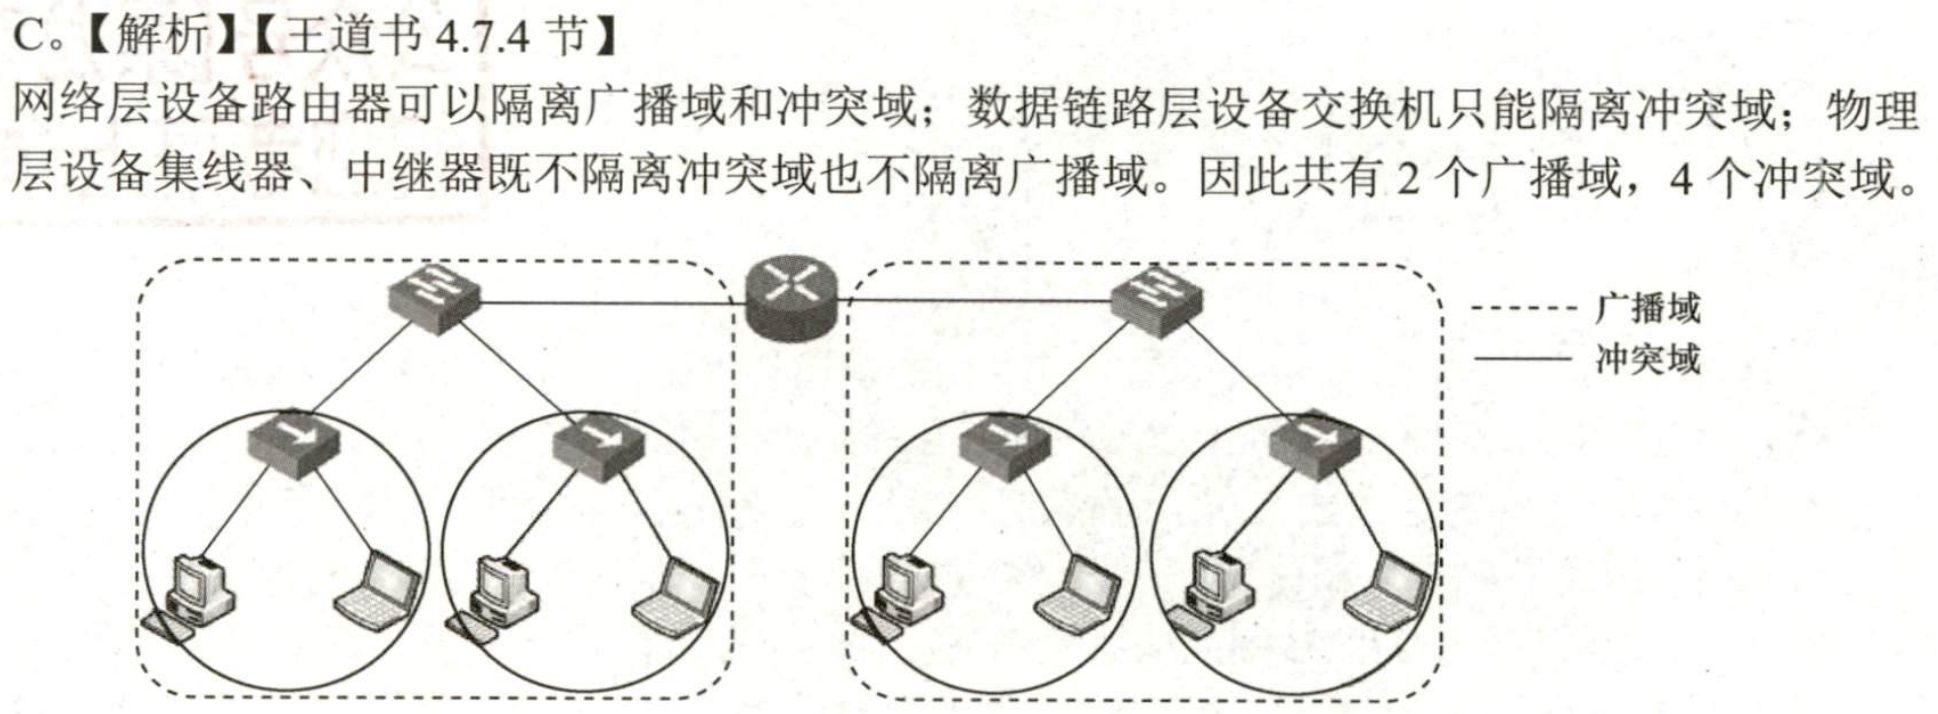 C。【解析】【王道书 4.7.4 节】
网络层设备路由器可以隔离广播域和冲突域；数据链路层设备交换机只能隔离冲突域；物理
层设备集线器、中继器既不隔离冲突域也不隔离广播域。因此共有 2 个广播域，4 个冲突域。
广播域
冲突域